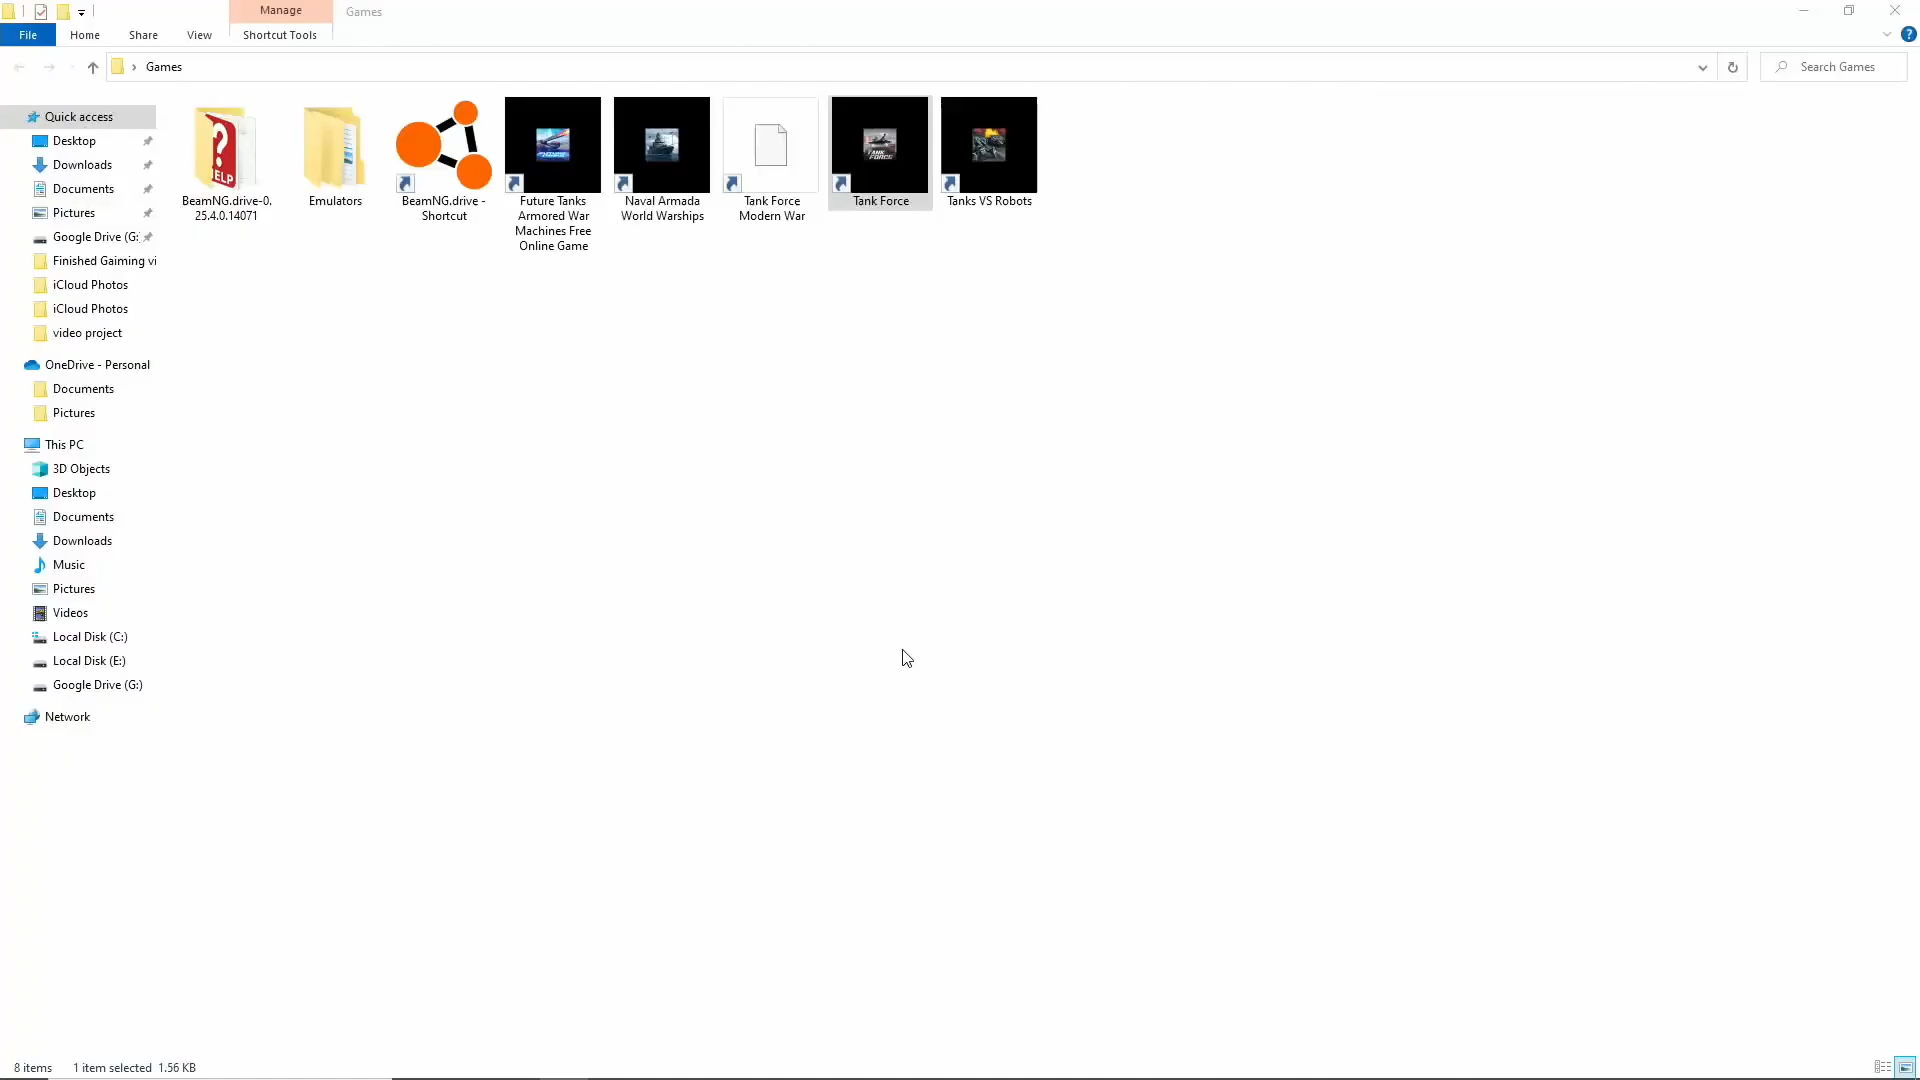 Manage
Games
File
Home
Share
View
Shortcut Tools
?
Games
Search Games
Quick access
Desktop
Downloads
Documents
Pictures
Google Drive (G:
Finished Gaiming vi
iCloud Photos
iCloud Photos
video project
OneDrive - Personal
Documents
Pictures
This PC
3D Objects
Desktop
Documents
Downloads
Music
Pictures
Videos
Local Disk (C:)
Local Disk (E:)
Google Drive (G:)
Network
?
ELP
BeamNG.drive-0.
25.4.0.14071
Emulators
BeamNG.drive -
Shortcut
Future Tanks
Armored War
Machines Free
Online Game
Naval Armada
World Warships
Tank Force
Modern War
TANK
FORCE
Tank Force
Tanks VS Robots
8 items
1 item selected 1.56 KB